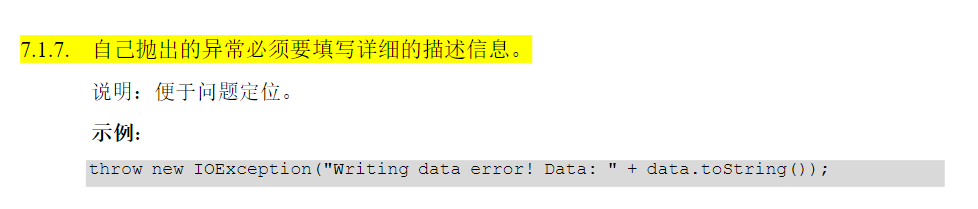 7.1.7. 自己抛出的异常必须要填写详细的描述信息。
说明：便于问题定位。
示例：
throw new IOException("Writing data error! Data: " + data.toString());